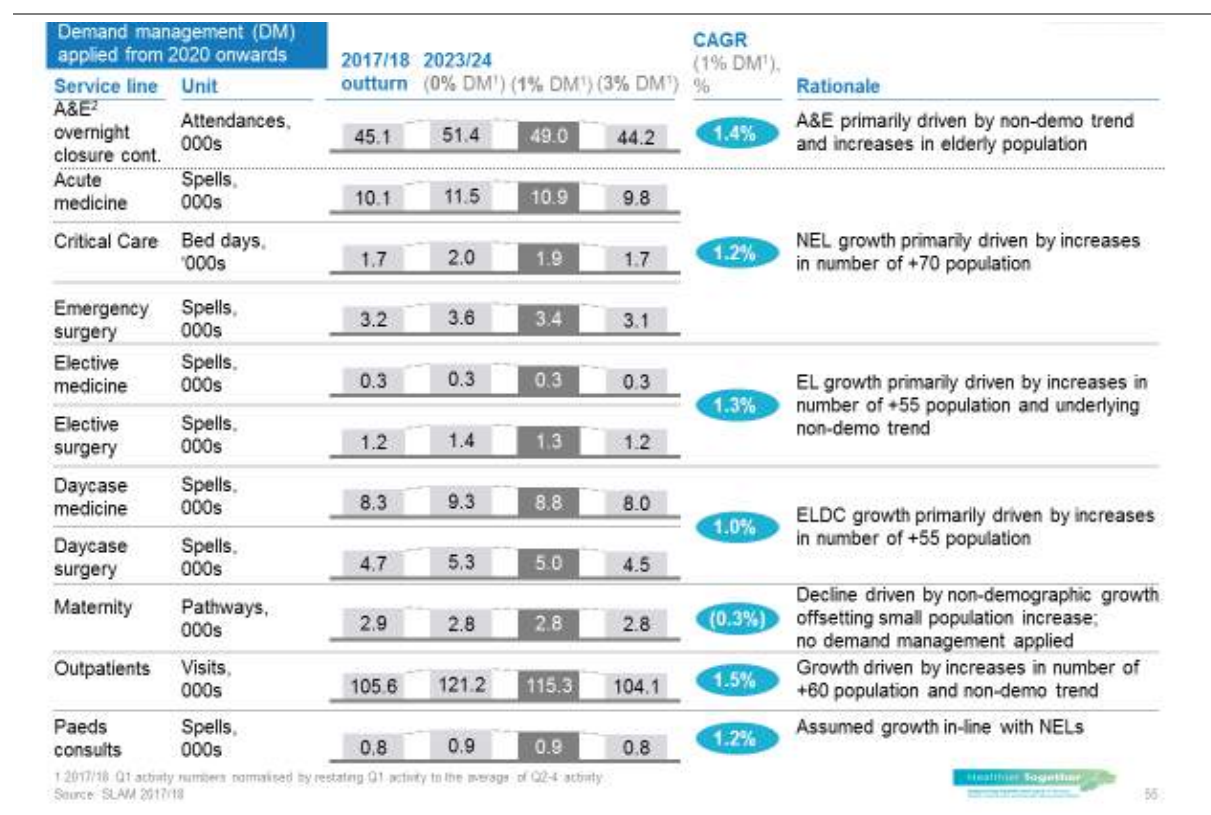 Demand management (DM)
applied from 2020 onwards
2017/18 2023/24
outturn (0% DM¹) (1% DM¹) (3% DM¹)
CAGR
(1% DM¹),
%
Service line Unit Rationale
A&E²
overnight
closure cont.
Attendances,
000s
45.1 51.4 49.0 44.2
1.4%
A&E primarily driven by non-demo trend
and increases in elderly population
Acute
medicine
Spells,
000s
10.1 11.5 10.9 9.8
Critical Care
Bed days,
'000s
1.7 2.0 1.9 1.7
1.2%
NEL growth primarily driven by increases
in number of +70 population
Emergency
surgery
Spells,
000s
3.2 3.6 3.4 3.1
Elective
medicine
Spells,
000s
0.3 0.3 0.3 0.3
1.3%
EL growth primarily driven by increases in
number of +55 population and underlying
non-demo trend
Elective
surgery
Spells,
000s
1.2 1.4 1.3 1.2
Daycase
medicine
Spells,
000s
8.3 9.3 8.8 8.0
1.0%
ELDC growth primarily driven by increases
in number of +55 population
Daycase
surgery
Spells,
000s
4.7 5.3 5.0 4.5
Maternity
Pathways,
000s
2.9 2.8 2.8 2.8
(0.3%)
Decline driven by non-demographic growth
offsetting small population increase;
no demand management applied
Outpatients
Visits,
000s
105.6 121.2 115.3 104.1
1.5%
Growth driven by increases in number of
+60 population and non-demo trend
Paeds
consults
Spells,
000s
0.8 0.9 0.9 0.8
1.2%
Assumed growth in-line with NELs
1 2017/18 Q1 activity numbers normalised by restating Q1 activity to the average of Q2-4 activity
Source: SLAM 2017/18
Healthier Together
55